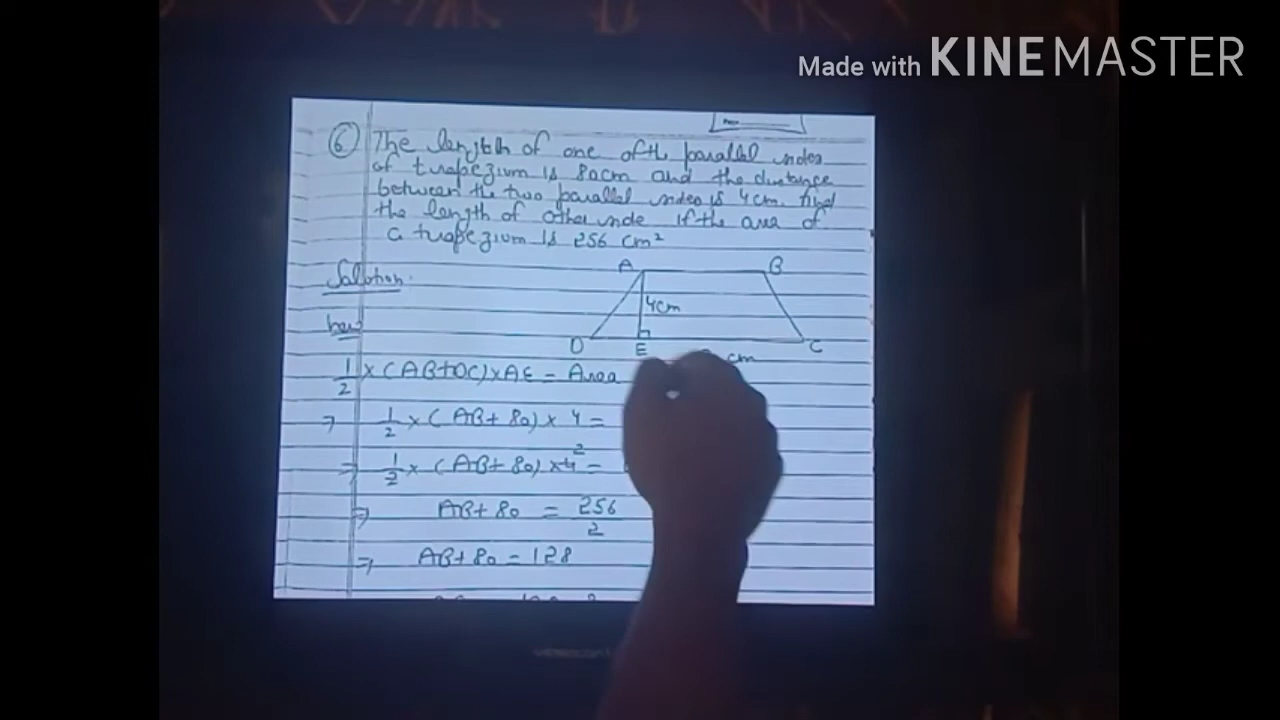 Made with KINEMASTER
6 The length of one of the parallel sides
of trapezium is 80cm and the distance
between the two parallel sides is 4cm. find
the length of other side if the area of
a trapezium is 256 cm²
Solution.
A B
4cm
D E C
cm
1/2 × (AB+DC)×AE = Area
⇒ 1/2 × (AB+ 80) × 4 =
⇒ 1/2 × (AB+ 80) × 4 2 =
⇒ AB+ 80 = 256/2
⇒ AB+ 80 = 128